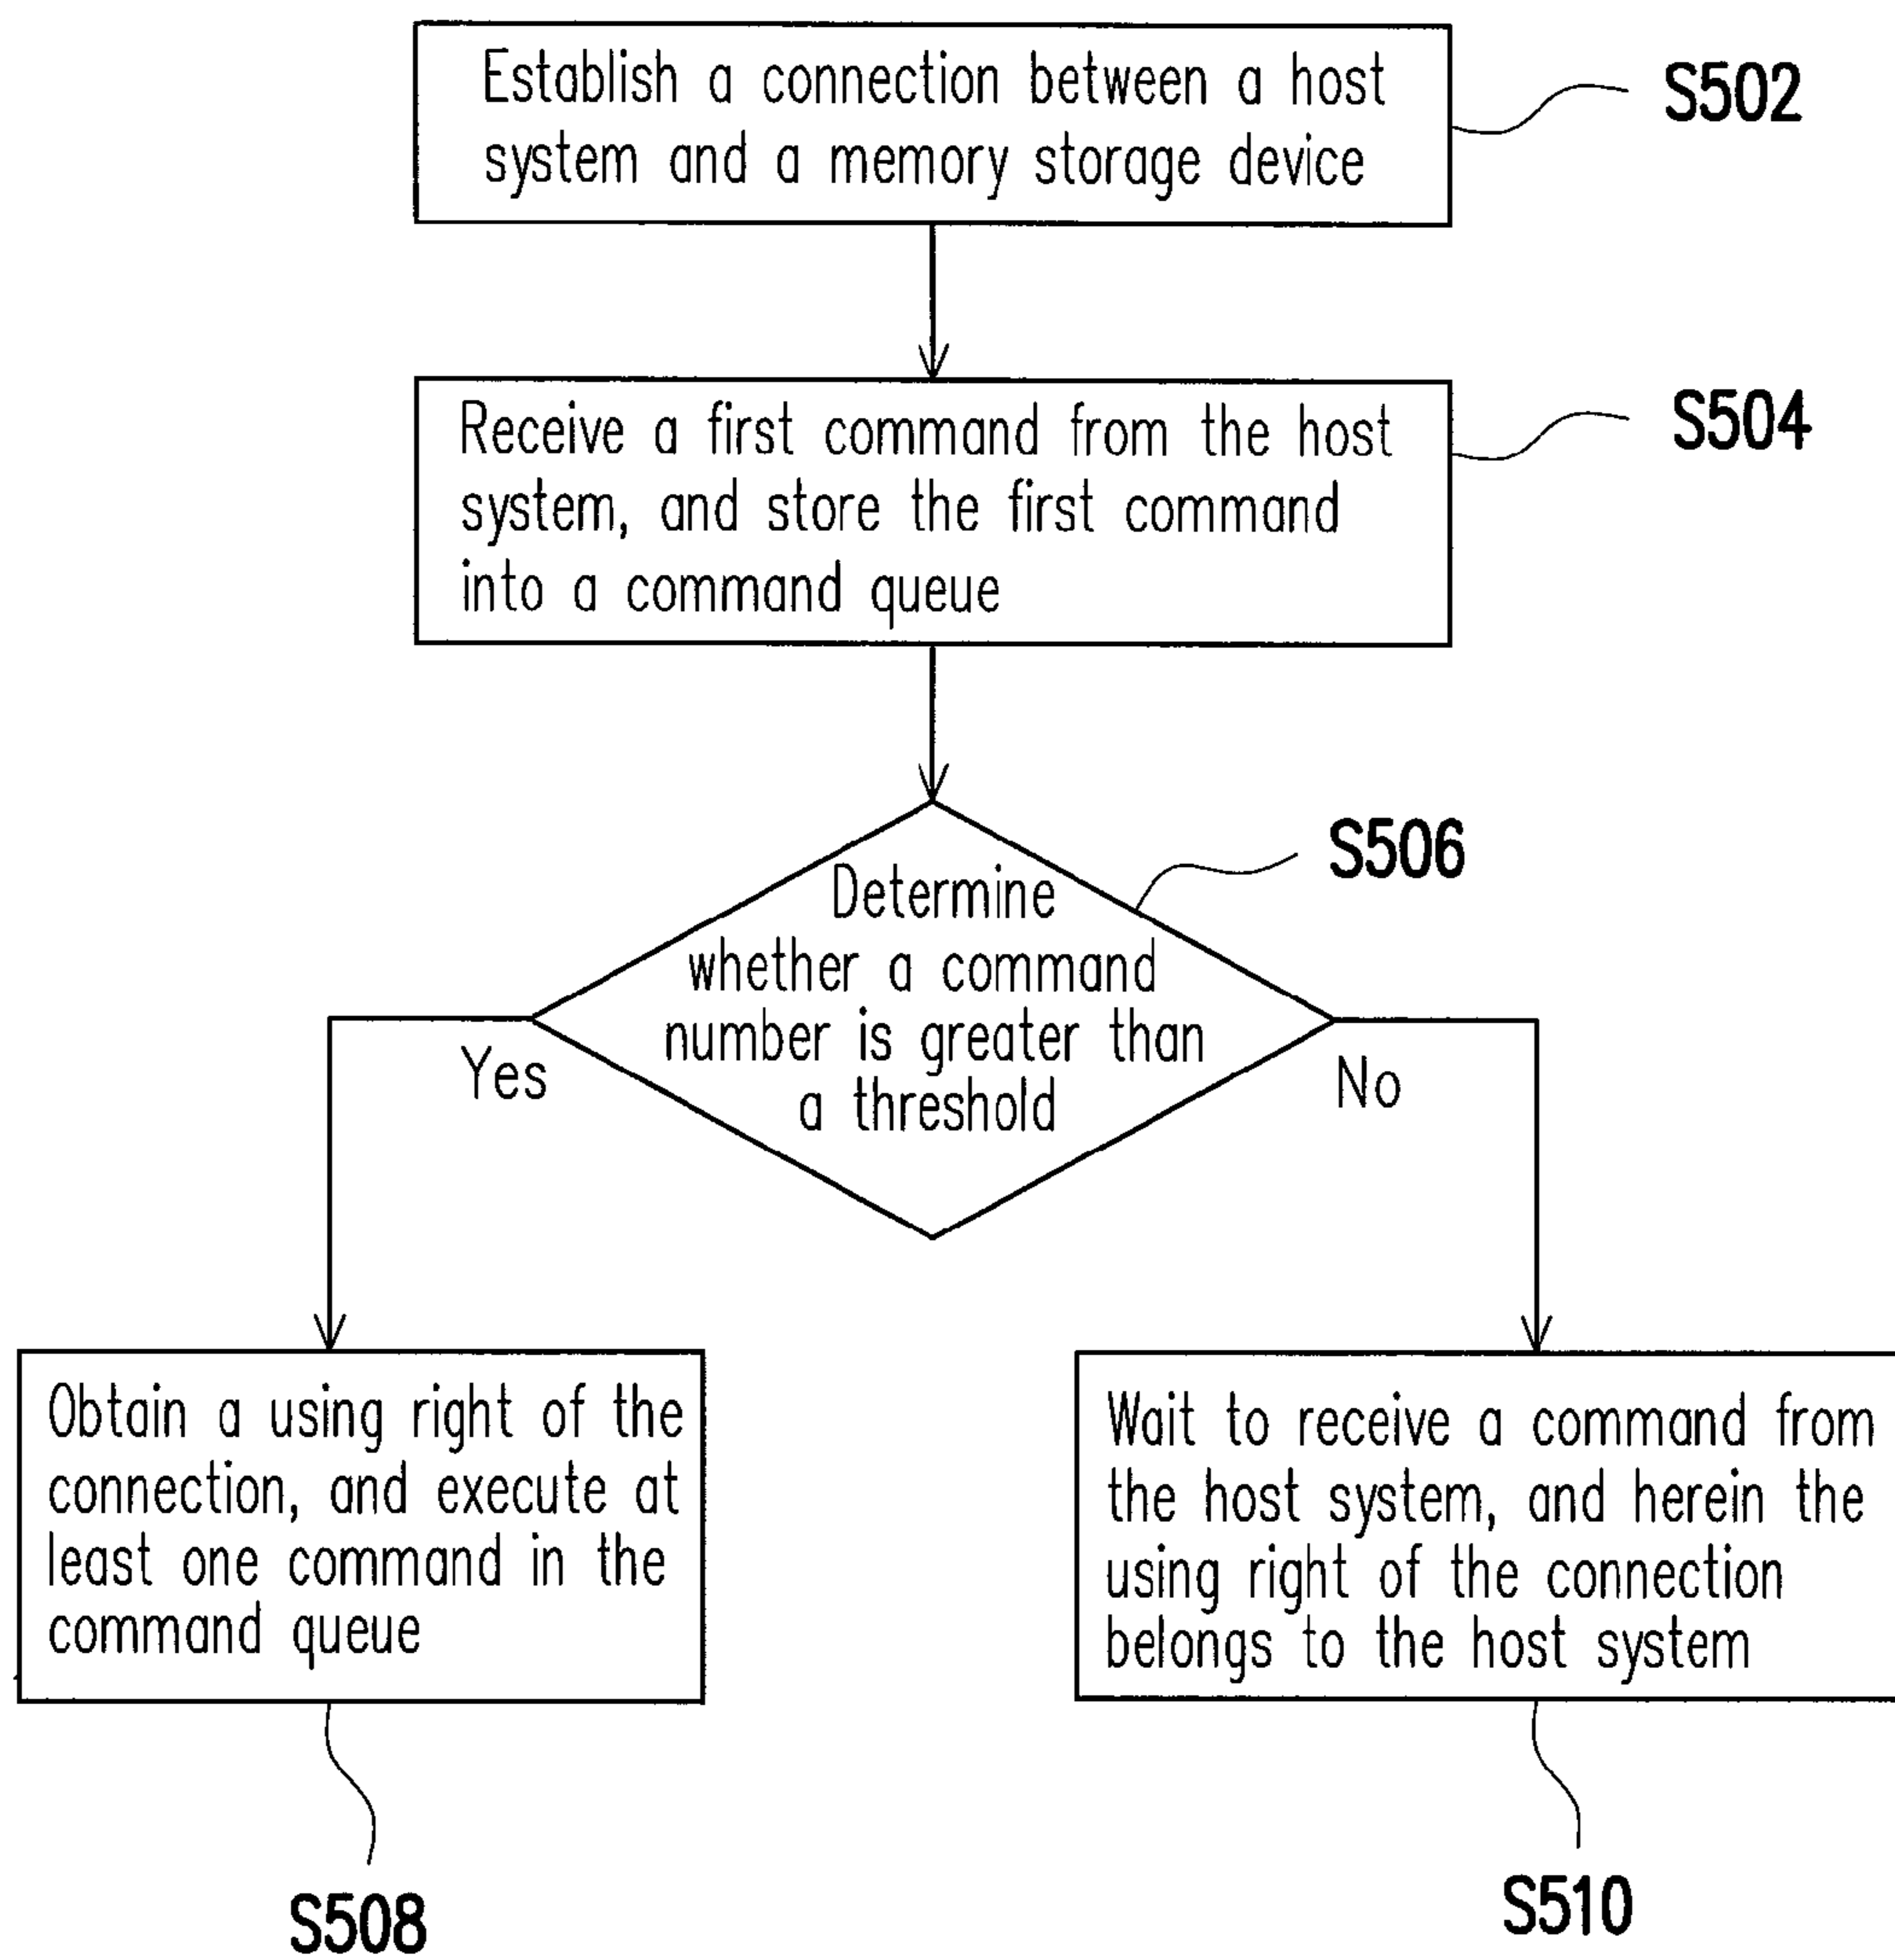 Establish a connection between a host
system and a memory storage device
S502
Receive a first command from the host
system, and store the first command
into a command queue
S504
S506
Determine
whether a command
number is greater than
a threshold
Yes
No
Obtain a using right of the
connection, and execute at
least one command in the
command queue
Wait to receive a command from
the host system, and herein the
using right of the connection
belongs to the host system
S508
S510